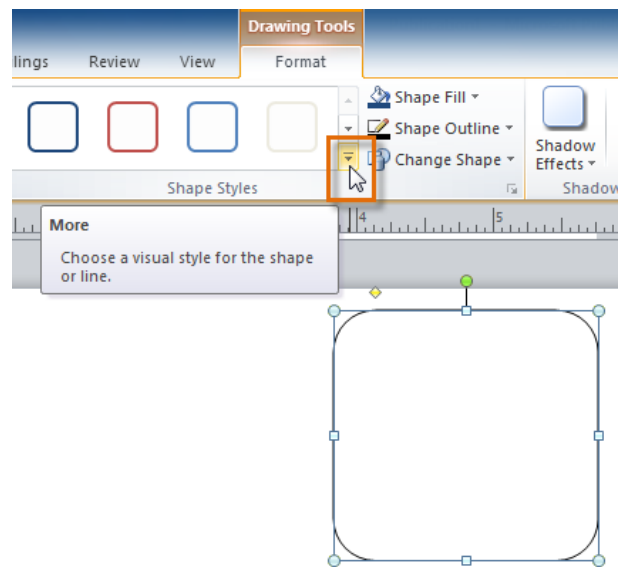 Drawing Tools
lings Review View Format
Shape Fill
Shape Outline
Change Shape
Shadow
Effects
Shape Styles
Shadow
4 5
More
Choose a visual style for the shape
or line.